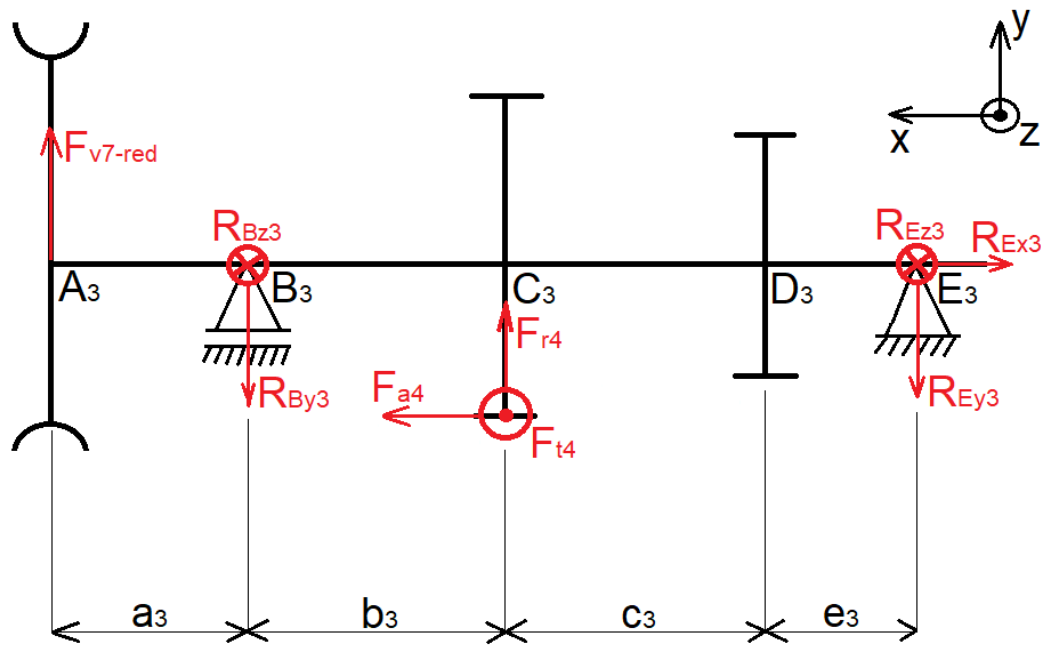 y
x
z
Fv7-red
RBz3
REz3
REx3
A3
B3
C3
D3
E3
Fr4
Fa4
RBy3
REy3
Ft4
a3
b3
c3
e3